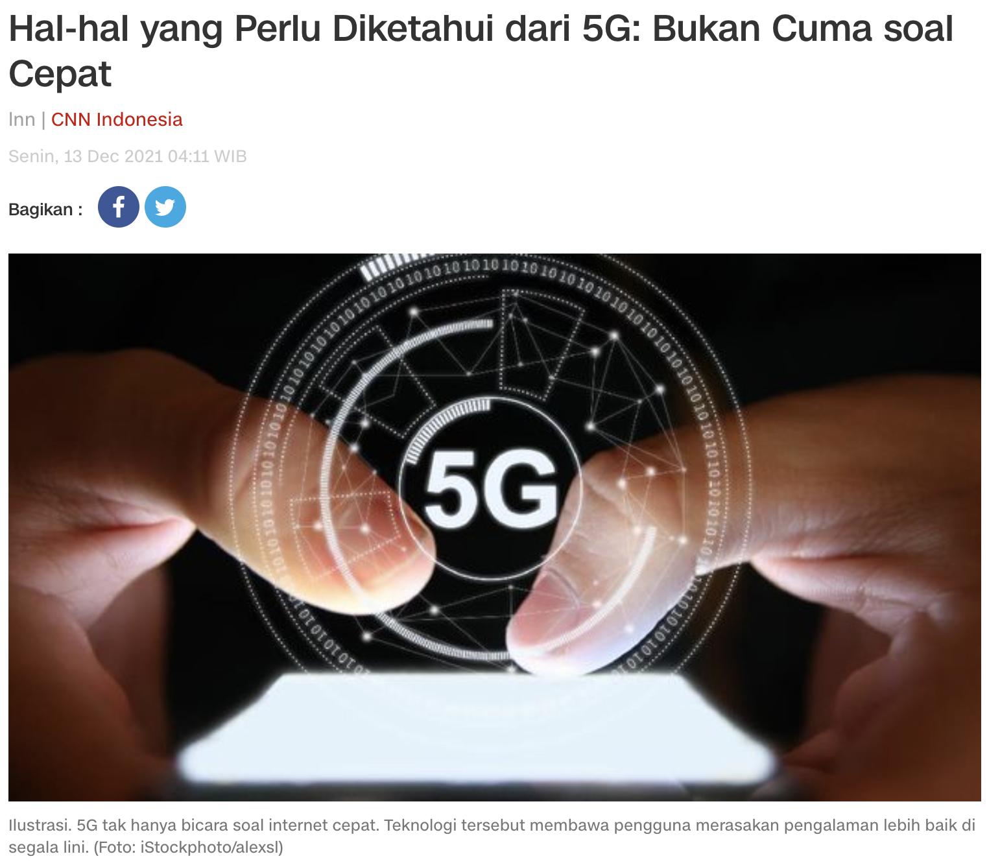 Hal-hal yang Perlu Diketahui dari 5G: Bukan Cuma soal
Cepat
lnn | CNN Indonesia
Senin, 13 Dec 2021 04:11 WIB
Bagikan :
5G
Ilustrasi. 5G tak hanya bicara soal internet cepat. Teknologi tersebut membawa pengguna merasakan pengalaman lebih baik di
segala lini. (Foto: iStockphoto/alexsl)